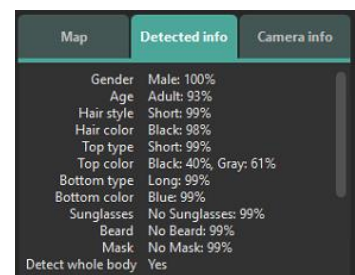 Map Detected info Camera info
Gender Male: 100%
Age Adult: 93%
Hair style Short: 99%
Hair color Black: 98%
Top type Short: 99%
Top color Black: 40%, Gray: 61%
Bottom type Long: 99%
Bottom color Blue: 99%
Sunglasses No Sunglasses: 99%
Beard No Beard: 99%
Mask No Mask: 99%
Detect whole body Yes